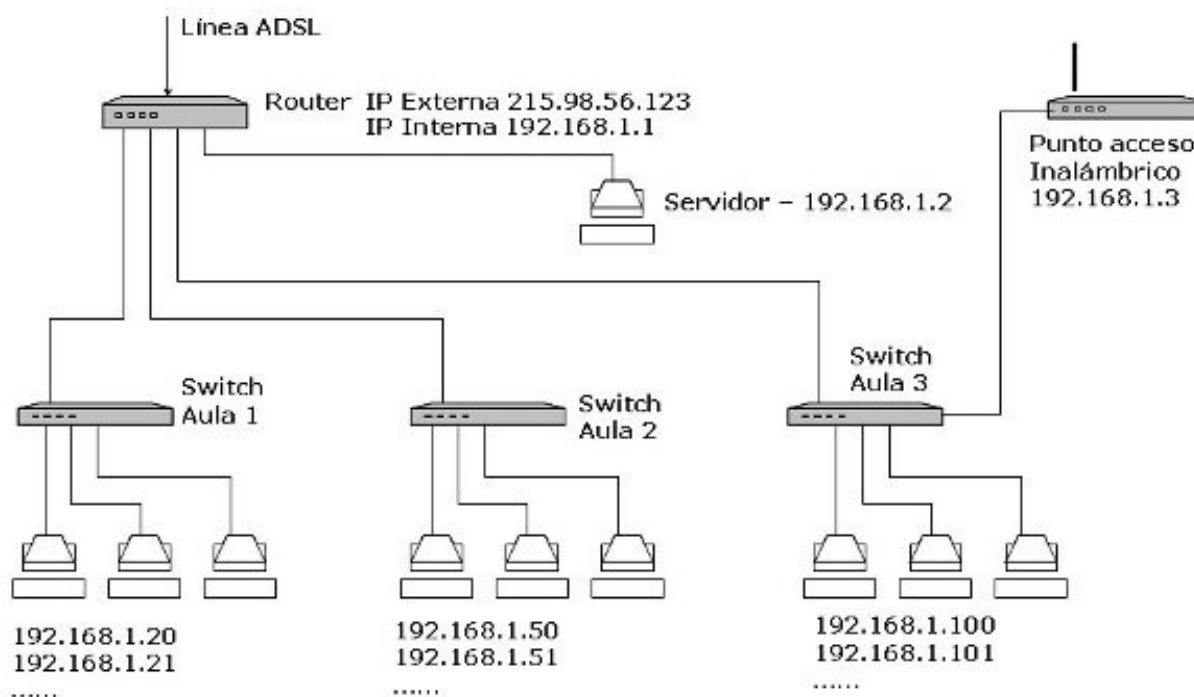 Línea ADSL
Router IP Externa 215.98.56.123
IP Interna 192.168.1.1
Punto acceso
Inalámbrico
192.168.1.3
Servidor – 192.168.1.2
Switch
Aula 1
Switch
Aula 2
Switch
Aula 3
192.168.1.20
192.168.1.21
......
192.168.1.50
192.168.1.51
......
192.168.1.100
192.168.1.101
......